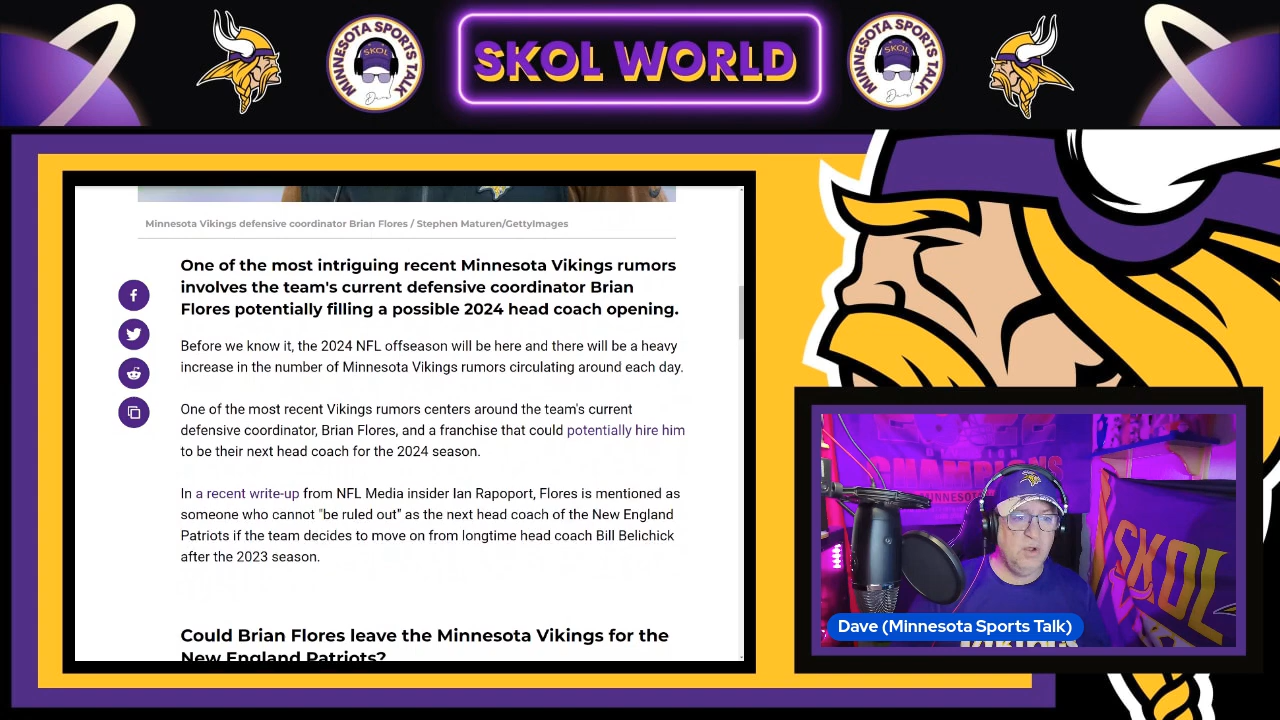 MINNESOTA SPORTS TALK
SKOL
Dave
SKOL WORLD
MINNESOTA SPORTS TALK
SKOL
Dave
Minnesota Vikings defensive coordinator Brian Flores / Stephen Maturen/GettyImages
One of the most intriguing recent Minnesota Vikings rumors
involves the team's current defensive coordinator Brian
Flores potentially filling a possible 2024 head coach opening.
Before we know it, the 2024 NFL offseason will be here and there will be a heavy
increase in the number of Minnesota Vikings rumors circulating around each day.
One of the most recent Vikings rumors centers around the team's current
defensive coordinator, Brian Flores, and a franchise that could potentially hire him
to be their next head coach for the 2024 season.
In a recent write-up from NFL Media insider Ian Rapoport, Flores is mentioned as
someone who cannot "be ruled out" as the next head coach of the New England
Patriots if the team decides to move on from longtime head coach Bill Belichick
after the 2023 season.
Could Brian Flores leave the Minnesota Vikings for the
New England Patriots?
CHAMPIONS
MINNESOTA
SKOL
Dave (Minnesota Sports Talk)